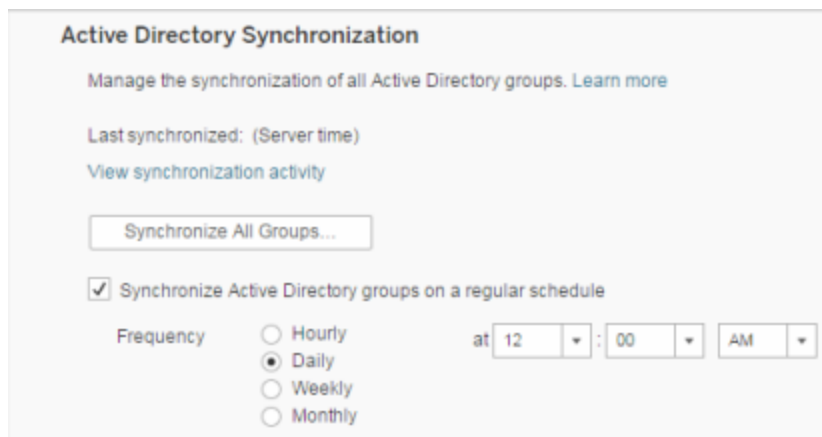 Active Directory Synchronization
Manage the synchronization of all Active Directory groups. Learn more
Last synchronized: (Server time)
View synchronization activity
Synchronize All Groups...
Synchronize Active Directory groups on a regular schedule
Frequency Hourly at 12 : 00 AM
Daily
Weekly
Monthly